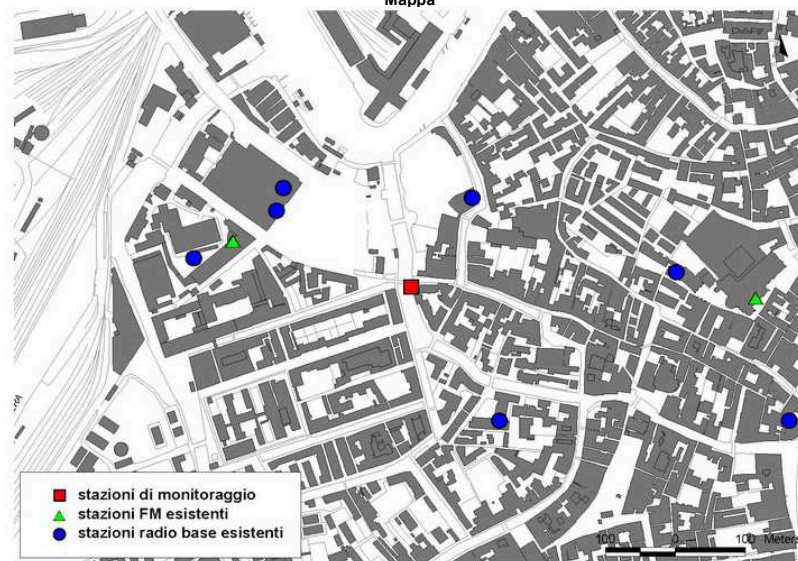 Mappa
stazioni di monitoraggio
stazioni FM esistenti
stazioni radio base esistenti
100 0 100 Meters